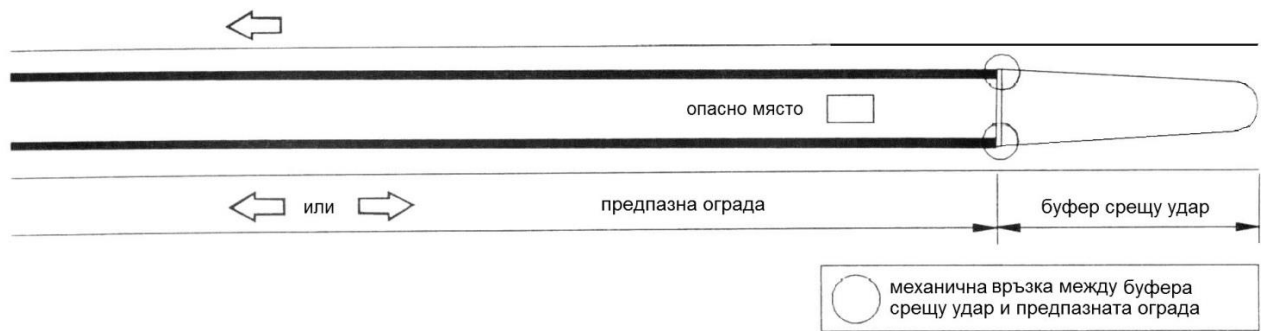 опасно място
или
предпазна ограда
буфер срещу удар
механична връзка между буфера
срещу удар и предпазната ограда